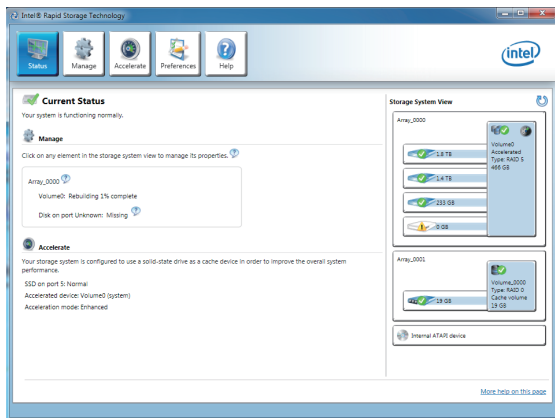 Intel® Rapid Storage Technology
Status
Manage
Accelerate
Preferences
Help
intel
Current Status
Your system is functioning normally.
Manage
Click on any element in the storage system view to manage its properties.
Array_0000
Volume0: Rebuilding 1% complete
Disk on port Unknown: Missing
Accelerate
Your storage system is configured to use a solid-state drive as a cache device in order to improve the overall system
performance.
SSD on port 5: Normal
Accelerated device: Volume0 (system)
Acceleration mode: Enhanced
Storage System View
Array_0000
1.8 TB
1.4 TB
233 GB
0 GB
Volume0
Accelerated
Type: RAID 5
466 GB
Array_0001
19 GB
Volume_0000
Type: RAID 0
Cache volume
19 GB
Internal ATAPI device
More help on this page